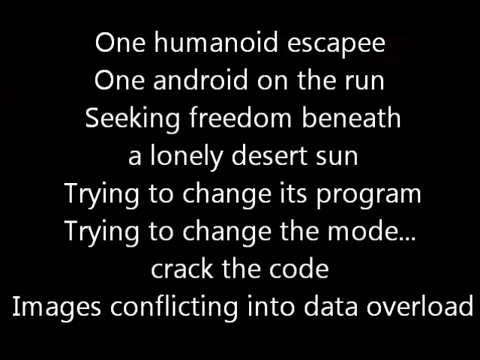 One humanoid escapee
One android on the run
Seeking freedom beneath
a lonely desert sun
Trying to change its program
Trying to change the mode...
crack the code
Images conflicting into data overload